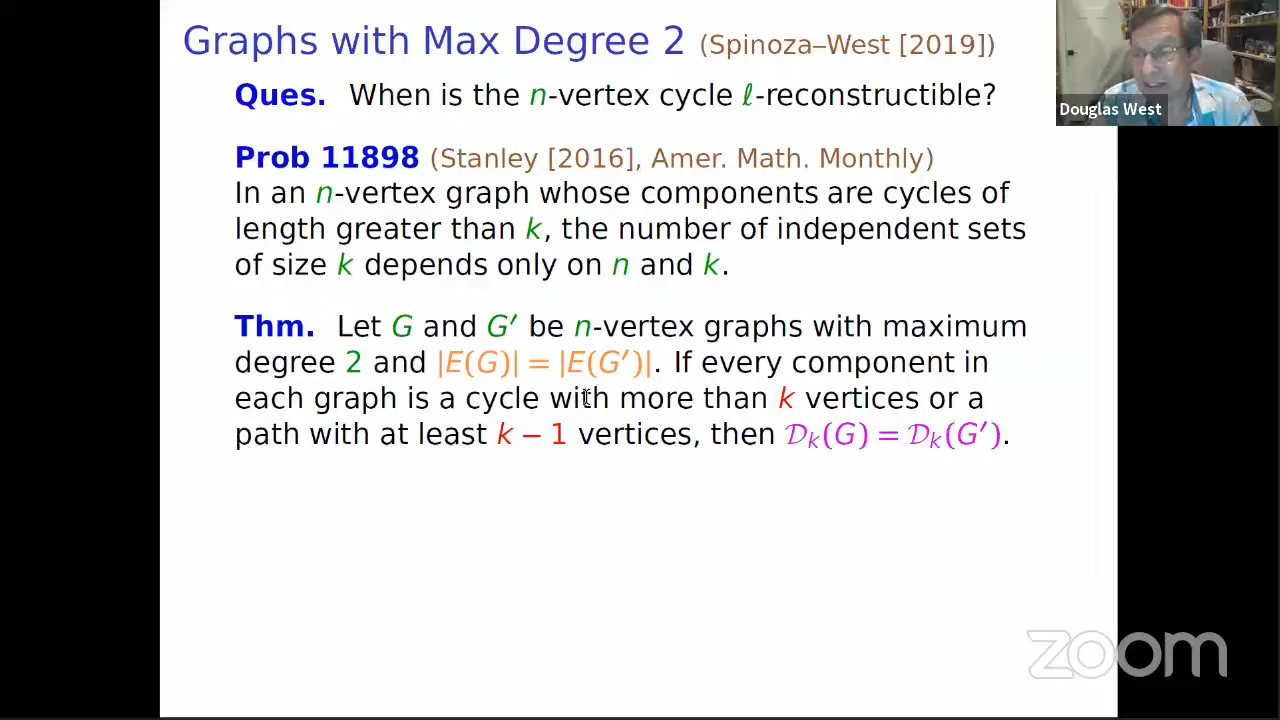 Graphs with Max Degree 2 (Spinoza–West [2019])
Ques. When is the n-vertex cycle ℓ-reconstructible?
Prob 11898 (Stanley [2016], Amer. Math. Monthly)
In an n-vertex graph whose components are cycles of
length greater than k, the number of independent sets
of size k depends only on n and k.
Thm. Let G and G′ be n-vertex graphs with maximum
degree 2 and |E(G)| = |E(G′)|. If every component in
each graph is a cycle with more than k vertices or a
path with at least k − 1 vertices, then 𝒟ₖ(G) = 𝒟ₖ(G′).
Douglas West
zoom